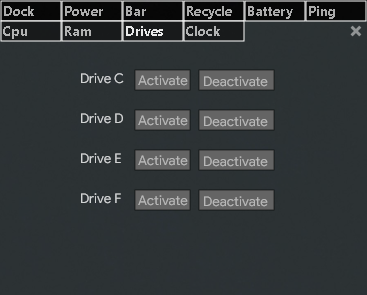 Dock Power Bar Recycle Battery Ping
Cpu Ram Drives Clock
Drive C Activate Deactivate
Drive D Activate Deactivate
Drive E Activate Deactivate
Drive F Activate Deactivate